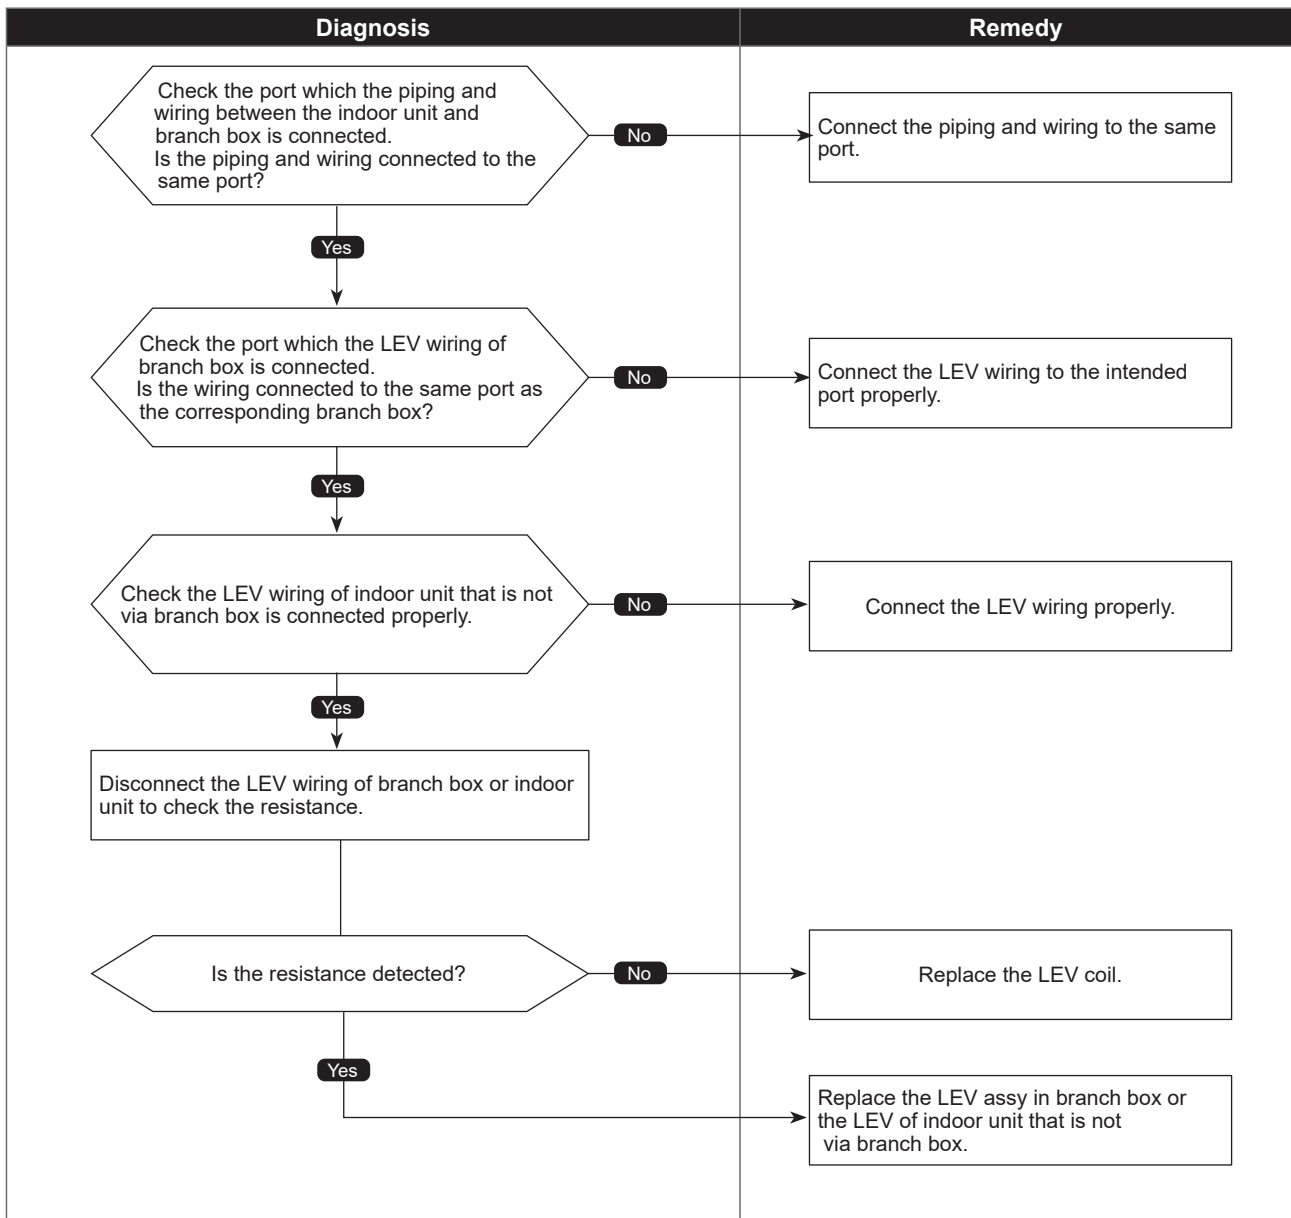 Diagnosis
Remedy
Check the port which the piping and
wiring between the indoor unit and
branch box is connected.
Is the piping and wiring connected to the
same port?
No
Connect the piping and wiring to the same
port.
Yes
Check the port which the LEV wiring of
branch box is connected.
Is the wiring connected to the same port as
the corresponding branch box?
No
Connect the LEV wiring to the intended
port properly.
Yes
Check the LEV wiring of indoor unit that is not
via branch box is connected properly.
No
Connect the LEV wiring properly.
Yes
Disconnect the LEV wiring of branch box or indoor
unit to check the resistance.
Is the resistance detected?
No
Replace the LEV coil.
Yes
Replace the LEV assy in branch box or
the LEV of indoor unit that is not
via branch box.